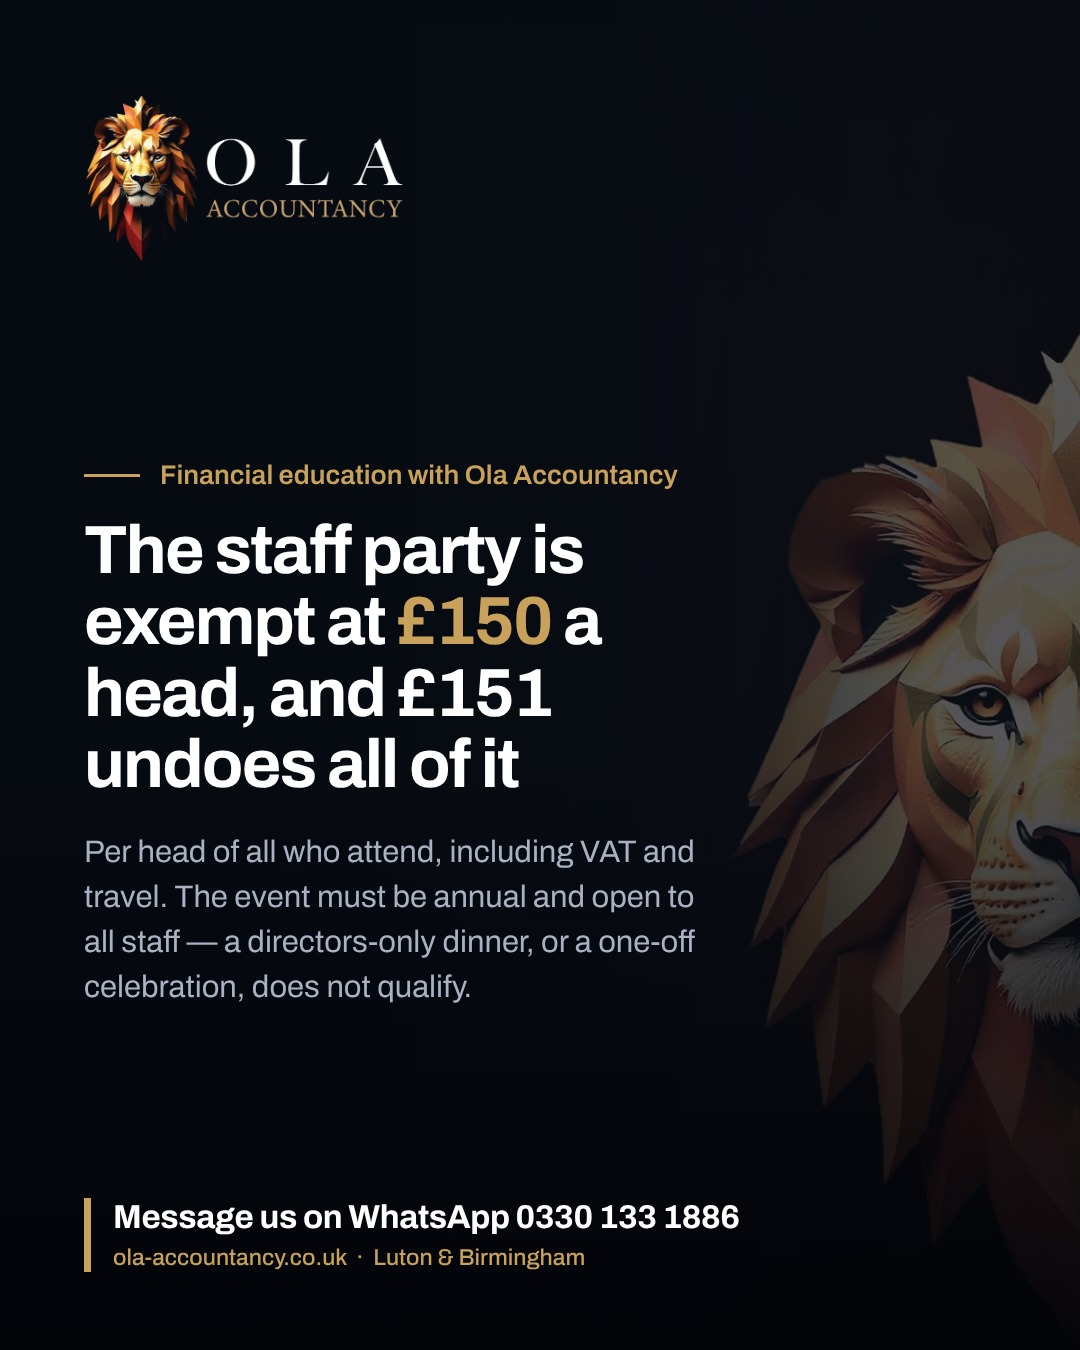 OLA
ACCOUNTANCY
Financial education with Ola Accountancy
The staff party is
exempt at £150 a
head, and £151
undoes all of it
Per head of all who attend, including VAT and
travel. The event must be annual and open to
all staff — a directors-only dinner, or a one-off
celebration, does not qualify.
Message us on WhatsApp 0330 133 1886
ola-accountancy.co.uk · Luton & Birmingham